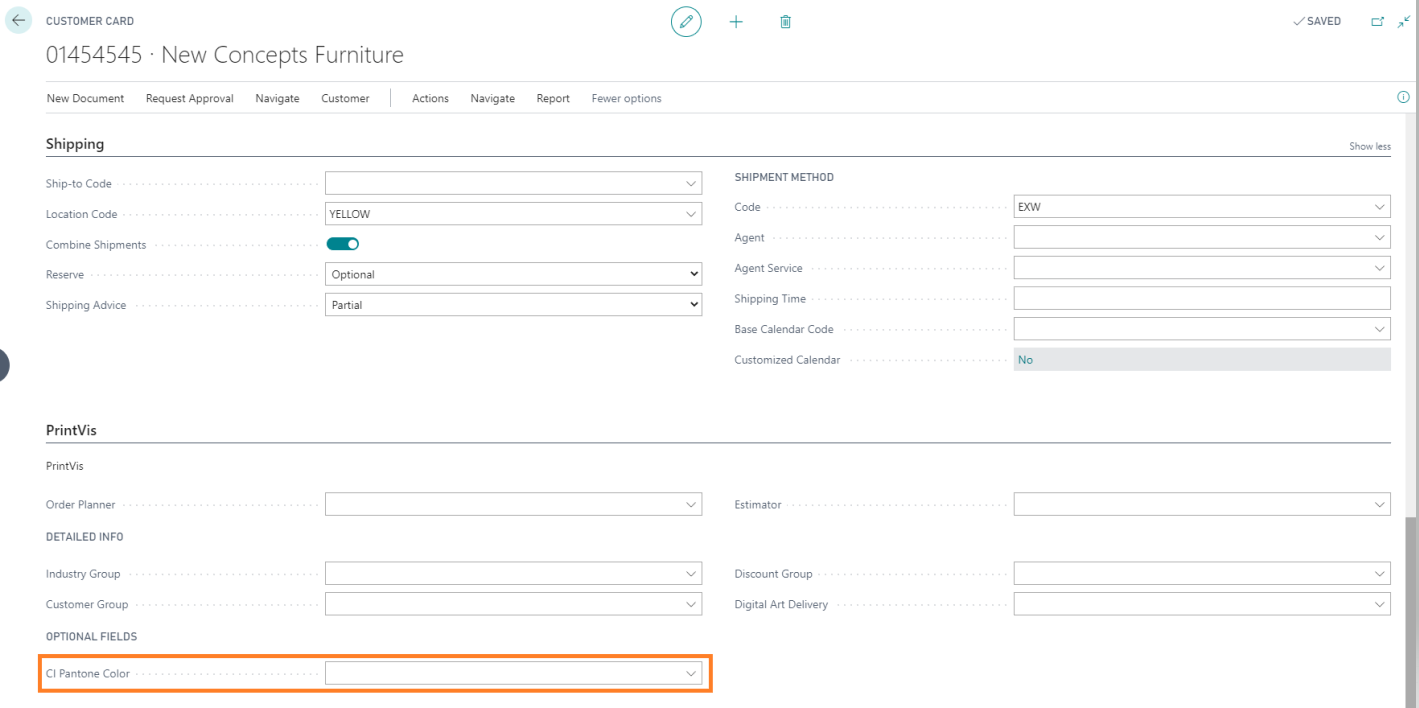 CUSTOMER CARD
SAVED
01454545 · New Concepts Furniture
New Document Request Approval Navigate Customer Actions Navigate Report Fewer options
Shipping
Show less
Ship-to Code
Location Code YELLOW
Combine Shipments
Reserve Optional
Shipping Advice Partial
SHIPMENT METHOD
Code EXW
Agent
Agent Service
Shipping Time
Base Calendar Code
Customized Calendar No
PrintVis
PrintVis
Order Planner
Estimator
DETAILED INFO
Industry Group
Customer Group
Discount Group
Digital Art Delivery
OPTIONAL FIELDS
CI Pantone Color